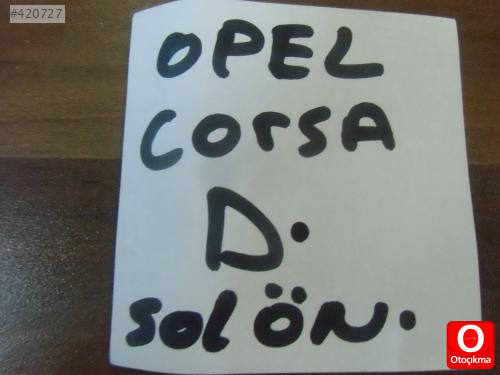 #420727
OPEL
CORSA
D.
SOL ÖN.
O
Otoçıkma